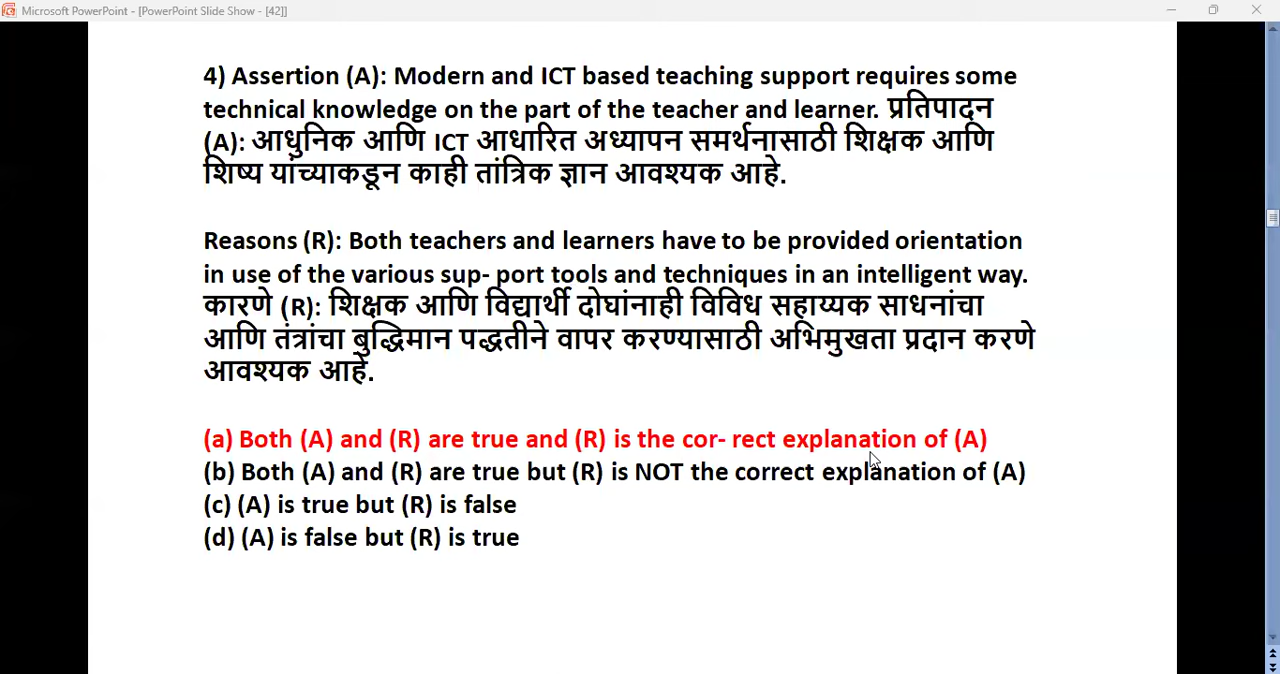 Microsoft PowerPoint - [PowerPoint Slide Show - [42]]
4) Assertion (A): Modern and ICT based teaching support requires some
technical knowledge on the part of the teacher and learner. प्रतिपादन
(A): आधुनिक आणि ICT आधारित अध्यापन समर्थनासाठी शिक्षक आणि
शिष्य यांच्याकडून काही तांत्रिक ज्ञान आवश्यक आहे.
Reasons (R): Both teachers and learners have to be provided orientation
in use of the various sup- port tools and techniques in an intelligent way.
कारणे (R): शिक्षक आणि विद्यार्थी दोघांनाही विविध सहाय्यक साधनांचा
आणि तंत्रांचा बुद्धिमान पद्धतीने वापर करण्यासाठी अभिमुखता प्रदान करणे
आवश्यक आहे.
(a) Both (A) and (R) are true and (R) is the cor- rect explanation of (A)
(b) Both (A) and (R) are true but (R) is NOT the correct explanation of (A)
(c) (A) is true but (R) is false
(d) (A) is false but (R) is true